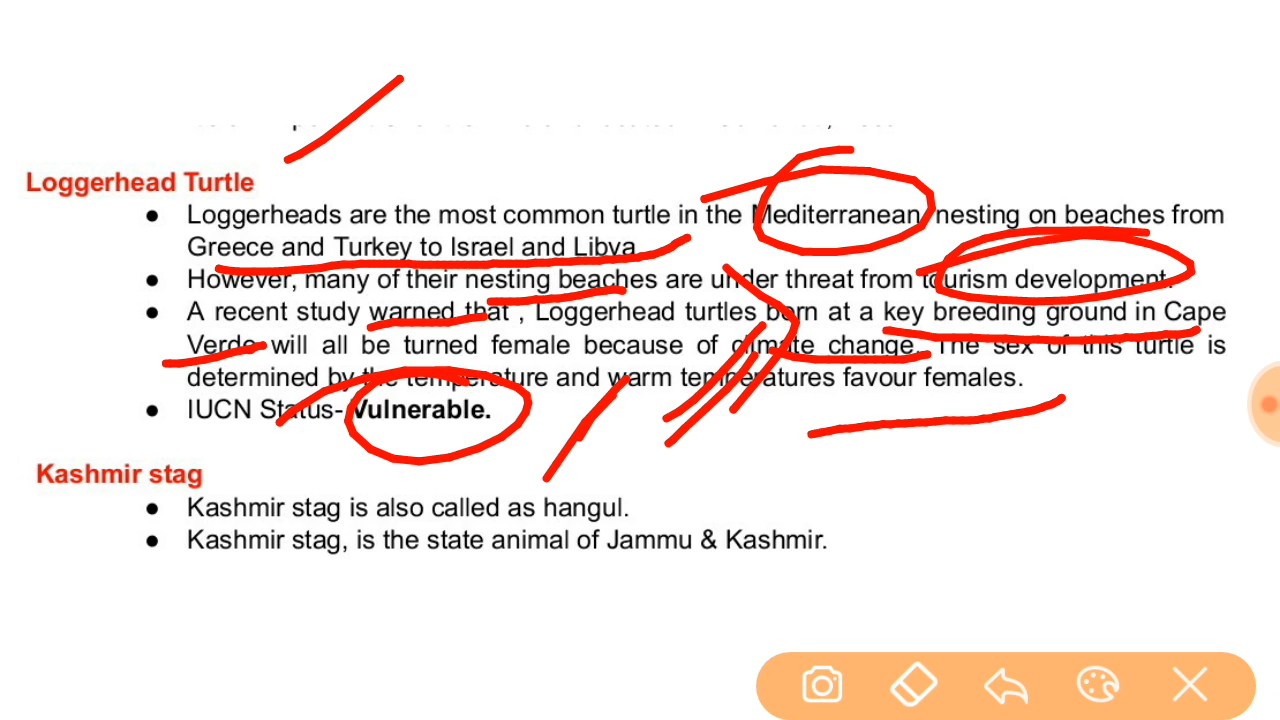 Loggerhead Turtle
● Loggerheads are the most common turtle in the Mediterranean, nesting on beaches from
Greece and Turkey to Israel and Libya.
● However, many of their nesting beaches are under threat from tourism development.
● A recent study warned that , Loggerhead turtles born at a key breeding ground in Cape
Verde will all be turned female because of climate change. The sex of this turtle is
determined by the temperature and warm temperatures favour females.
● IUCN Status- Vulnerable.
Kashmir stag
● Kashmir stag is also called as hangul.
● Kashmir stag, is the state animal of Jammu & Kashmir.